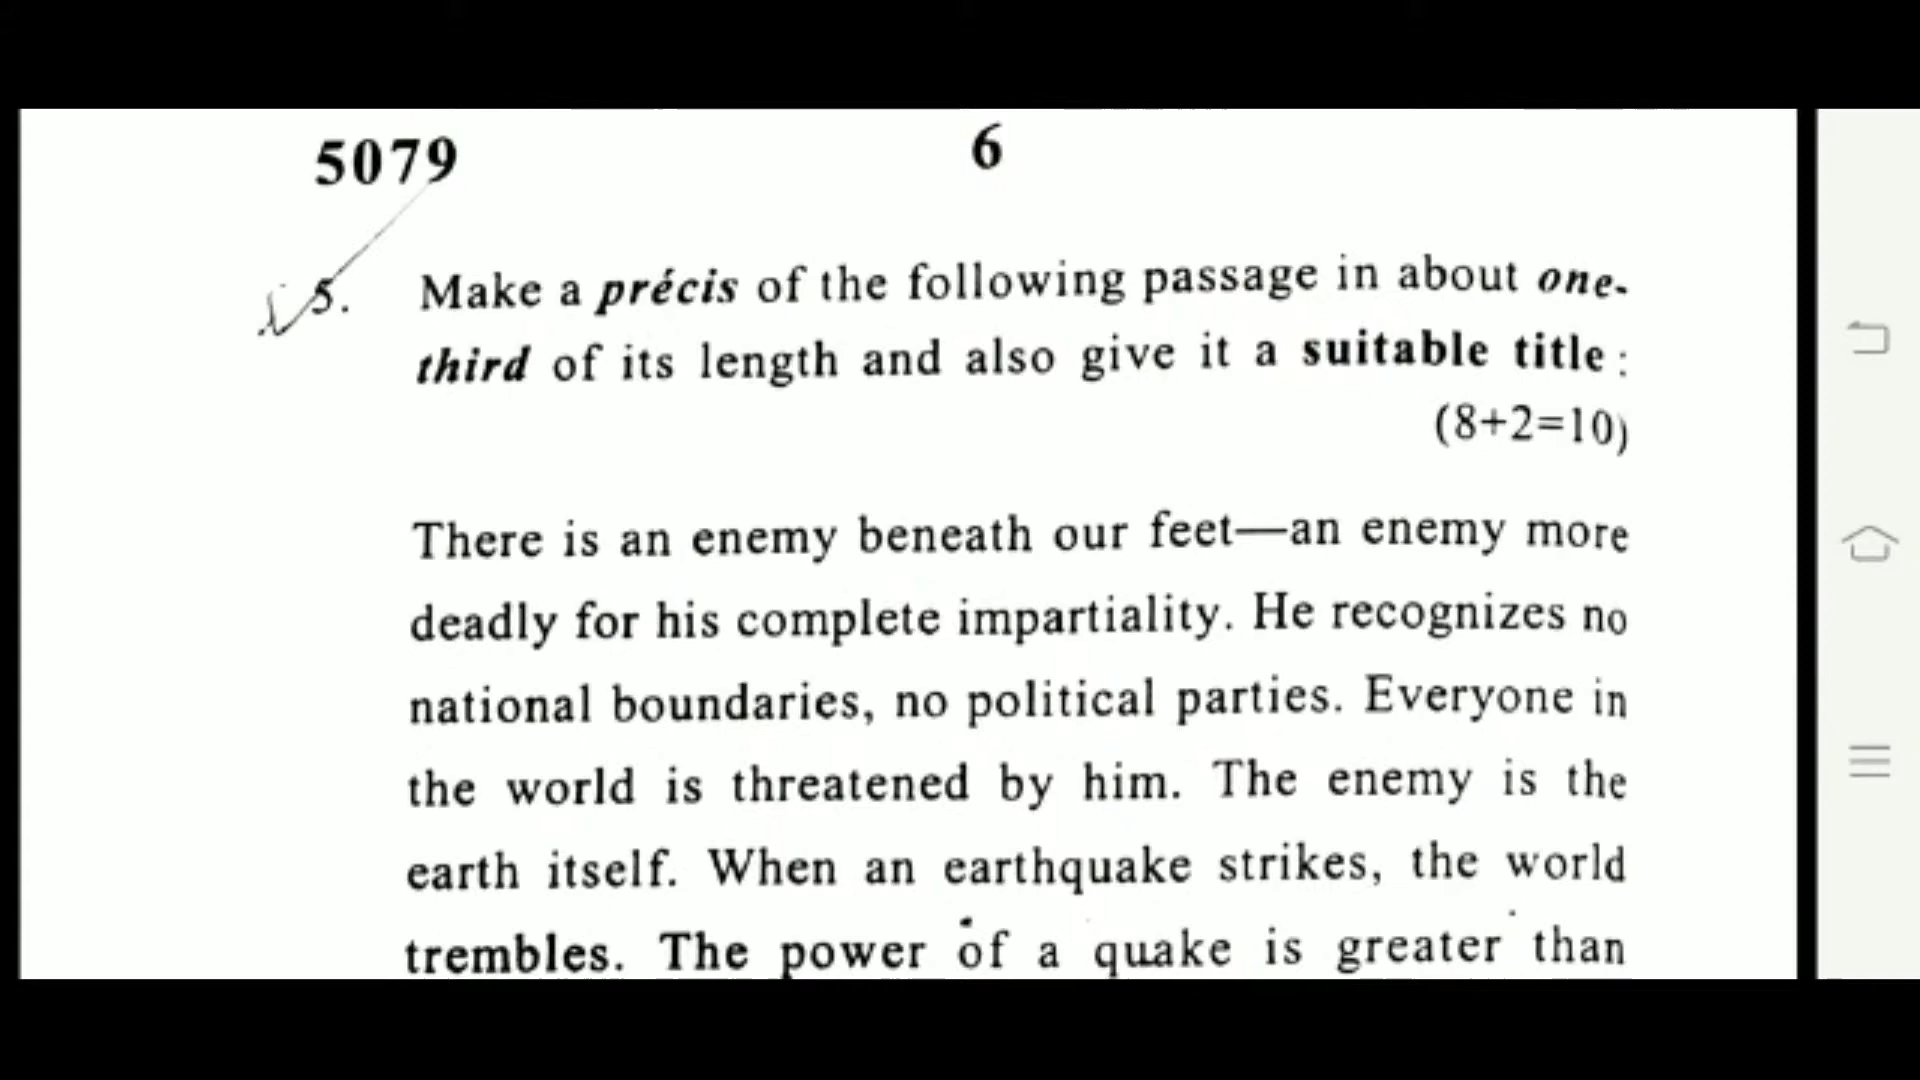 5079 6
5. Make a précis of the following passage in about one-
third of its length and also give it a suitable title :
(8+2=10)
There is an enemy beneath our feet—an enemy more
deadly for his complete impartiality. He recognizes no
national boundaries, no political parties. Everyone in
the world is threatened by him. The enemy is the
earth itself. When an earthquake strikes, the world
trembles. The power of a quake is greater than